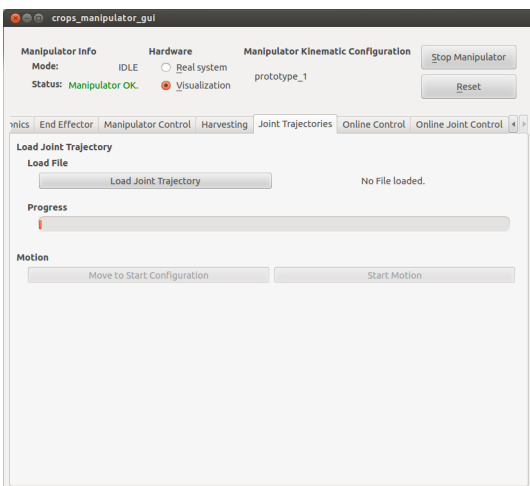 crops_manipulator_gui
Manipulator Info
Hardware
Manipulator Kinematic Configuration
Stop Manipulator
Mode: IDLE
Real system
prototype_1
Status: Manipulator OK.
Visualization
Reset
End Effector Manipulator Control Harvesting Joint Trajectories Online Control Online Joint Control
Load Joint Trajectory
Load File
Load Joint Trajectory No File loaded.
Progress
Motion
Move to Start Configuration Start Motion